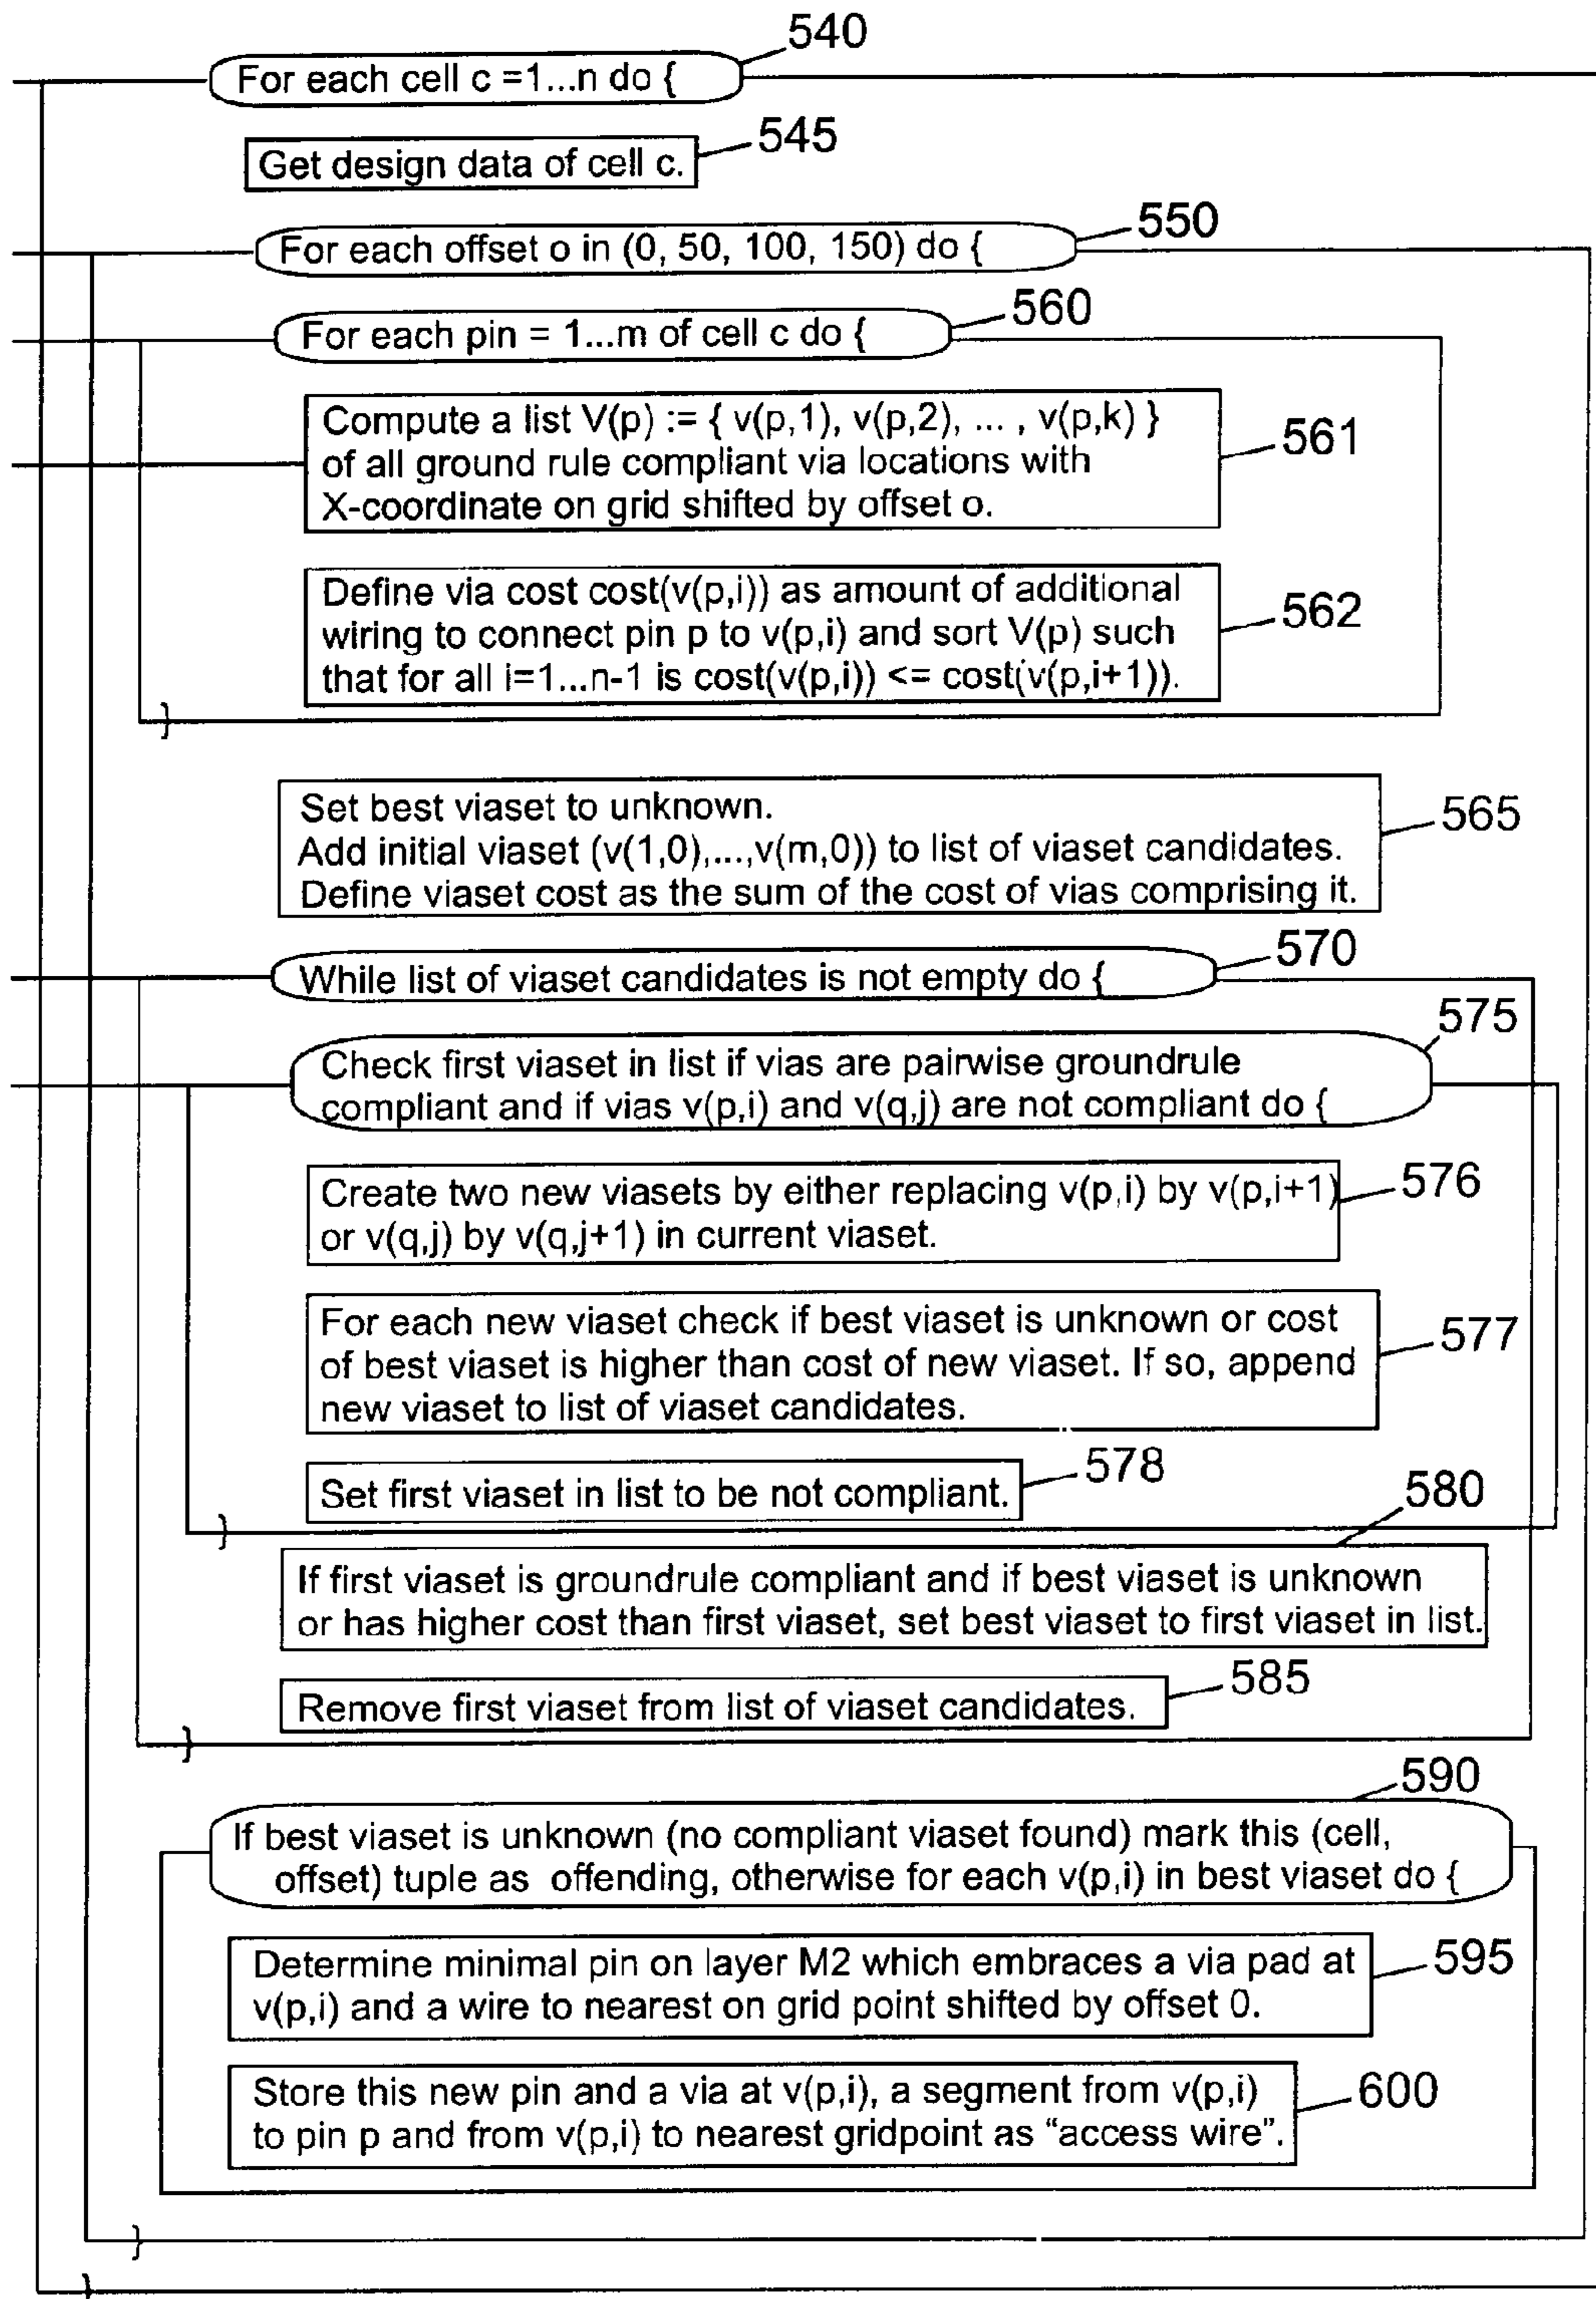 540
For each cell c =1...n do {
545
Get design data of cell c.
550
For each offset o in (0, 50, 100, 150) do {
560
For each pin = 1...m of cell c do {
Compute a list V(p) := { v(p,1), v(p,2), ... , v(p,k) }
of all ground rule compliant via locations with
X-coordinate on grid shifted by offset o.
561
Define via cost cost(v(p,i)) as amount of additional
wiring to connect pin p to v(p,i) and sort V(p) such
that for all i=1...n-1 is cost(v(p,i)) <= cost(v(p,i+1)).
562
}
Set best viaset to unknown.
Add initial viaset (v(1,0),...,v(m,0)) to list of viaset candidates.
Define viaset cost as the sum of the cost of vias comprising it.
565
570
While list of viaset candidates is not empty do {
575
Check first viaset in list if vias are pairwise groundrule
compliant and if vias v(p,i) and v(q,j) are not compliant do {
Create two new viasets by either replacing v(p,i) by v(p,i+1)
or v(q,j) by v(q,j+1) in current viaset.
576
For each new viaset check if best viaset is unknown or cost
of best viaset is higher than cost of new viaset. If so, append
new viaset to list of viaset candidates.
577
Set first viaset in list to be not compliant.
578
}
580
If first viaset is groundrule compliant and if best viaset is unknown
or has higher cost than first viaset, set best viaset to first viaset in list.
Remove first viaset from list of viaset candidates.
585
}
590
If best viaset is unknown (no compliant viaset found) mark this (cell,
offset) tuple as offending, otherwise for each v(p,i) in best viaset do {
Determine minimal pin on layer M2 which embraces a via pad at
v(p,i) and a wire to nearest on grid point shifted by offset 0.
595
Store this new pin and a via at v(p,i), a segment from v(p,i)
to pin p and from v(p,i) to nearest gridpoint as “access wire”.
600
}
}